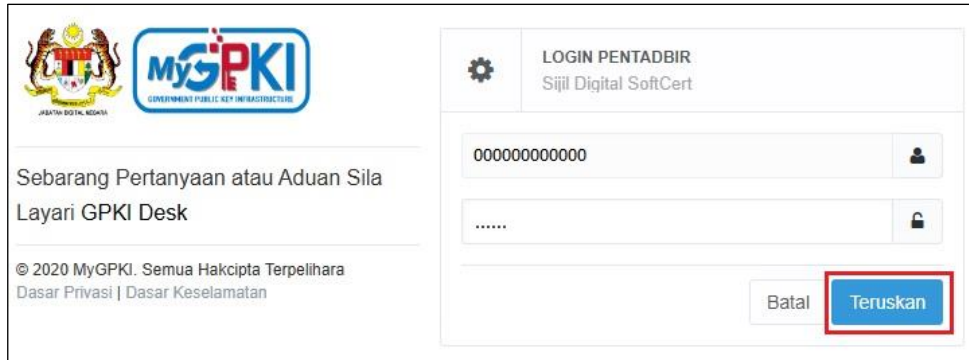 JABATAN DIGITAL NEGARA
MyGPKI
GOVERNMENT PUBLIC KEY INFRASTRUCTURE
Sebarang Pertanyaan atau Aduan Sila
Layari GPKI Desk
© 2020 MyGPKI. Semua Hakcipta Terpelihara
Dasar Privasi | Dasar Keselamatan
LOGIN PENTADBIR
Sijil Digital SoftCert
000000000000
......
Batal
Teruskan